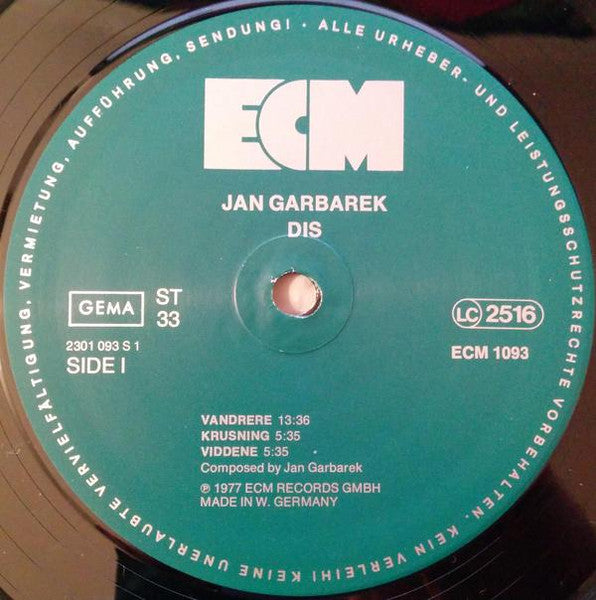 ALLE URHEBER- UND LEISTUNGSSCHUTZRECHTE VORBEHALTEN. KEIN VERLEIH! KEINE UNERLAUBTE VERVIELFÄLTIGUNG, VERMIETUNG, AUFFÜHRUNG, SENDUNG! ·
ECM
JAN GARBAREK
DIS
GEMA
ST
33
LC 2516
2301 093 S 1
SIDE I
ECM 1093
VANDRERE 13:36
KRUSNING 5:35
VIDDENE 5:35
Composed by Jan Garbarek
℗ 1977 ECM RECORDS GMBH
MADE IN W. GERMANY